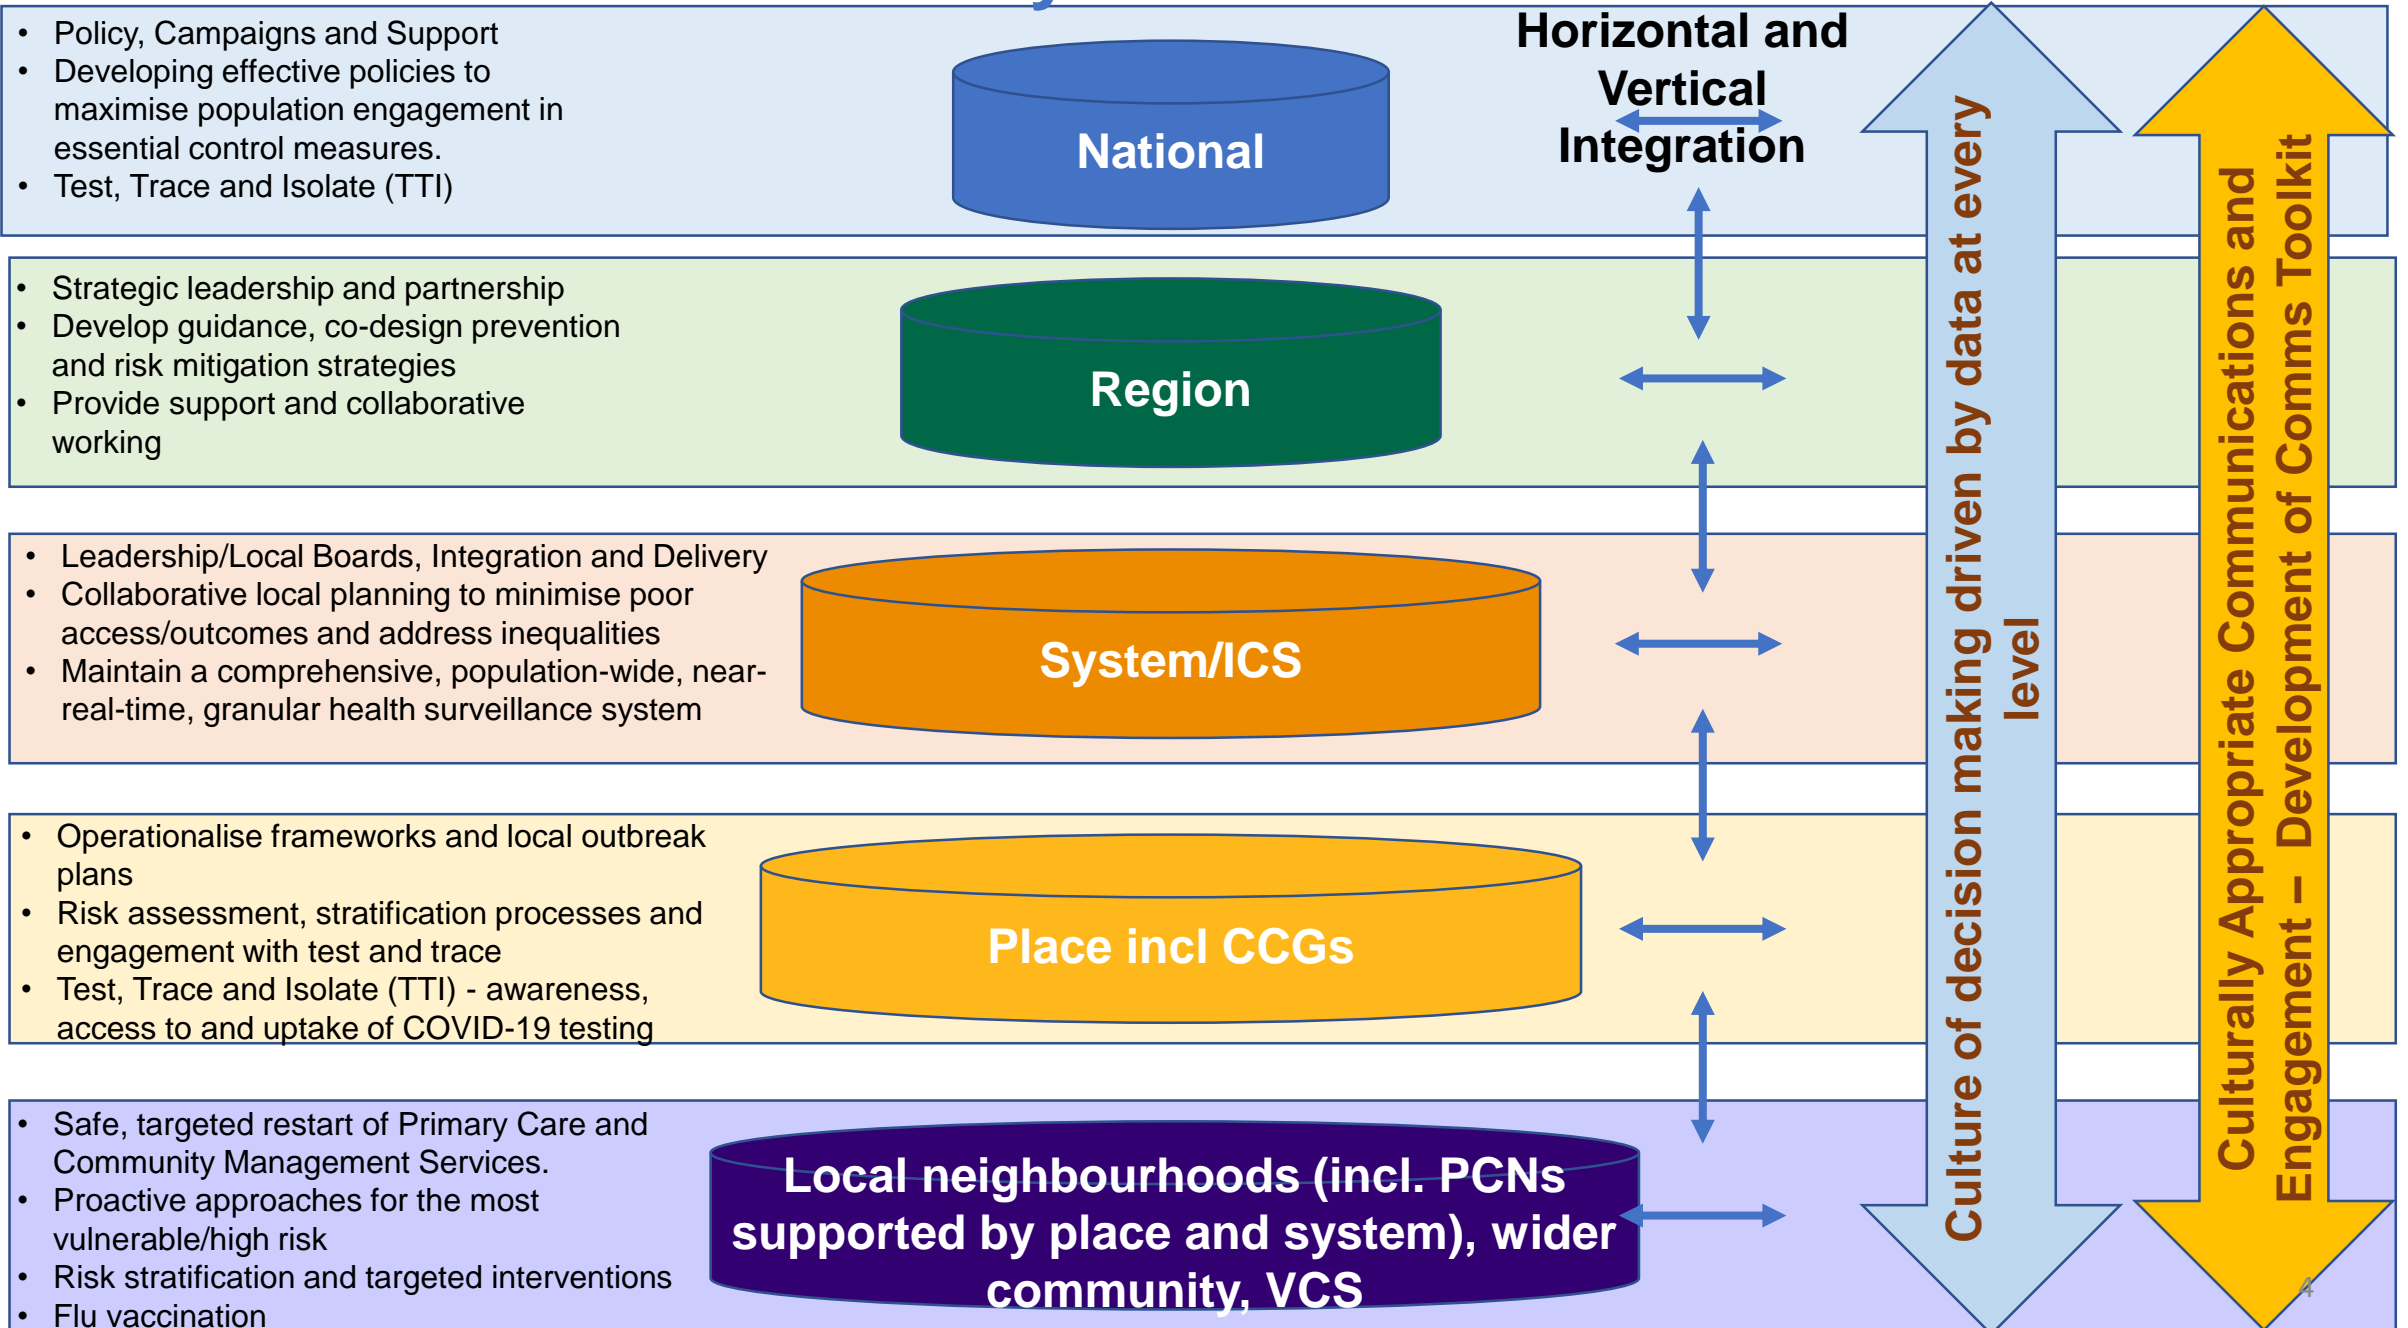 • Policy, Campaigns and Support
• Developing effective policies to
maximise population engagement in
essential control measures.
• Test, Trace and Isolate (TTI)
National
Horizontal and
Vertical
Integration
• Strategic leadership and partnership
• Develop guidance, co-design prevention
and risk mitigation strategies
• Provide support and collaborative
working
Region
• Leadership/Local Boards, Integration and Delivery
• Collaborative local planning to minimise poor
access/outcomes and address inequalities
• Maintain a comprehensive, population-wide, near-
real-time, granular health surveillance system
System/ICS
• Operationalise frameworks and local outbreak
plans
• Risk assessment, stratification processes and
engagement with test and trace
• Test, Trace and Isolate (TTI) - awareness,
access to and uptake of COVID-19 testing
Place incl CCGs
• Safe, targeted restart of Primary Care and
Community Management Services.
• Proactive approaches for the most
vulnerable/high risk
• Risk stratification and targeted interventions
• Flu vaccination
Local neighbourhoods (incl. PCNs
supported by place and system), wider
community, VCS
Culture of decision making driven by data at every
level
Culturally Appropriate Communications and
Engagement – Development of Comms Toolkit
4